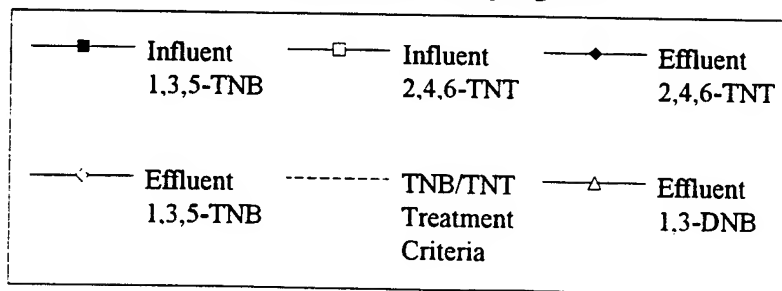 Influent
1,3,5-TNB
Influent
2,4,6-TNT
Effluent
2,4,6-TNT
Effluent
1,3,5-TNB
TNB/TNT
Treatment
Criteria
Effluent
1,3-DNB